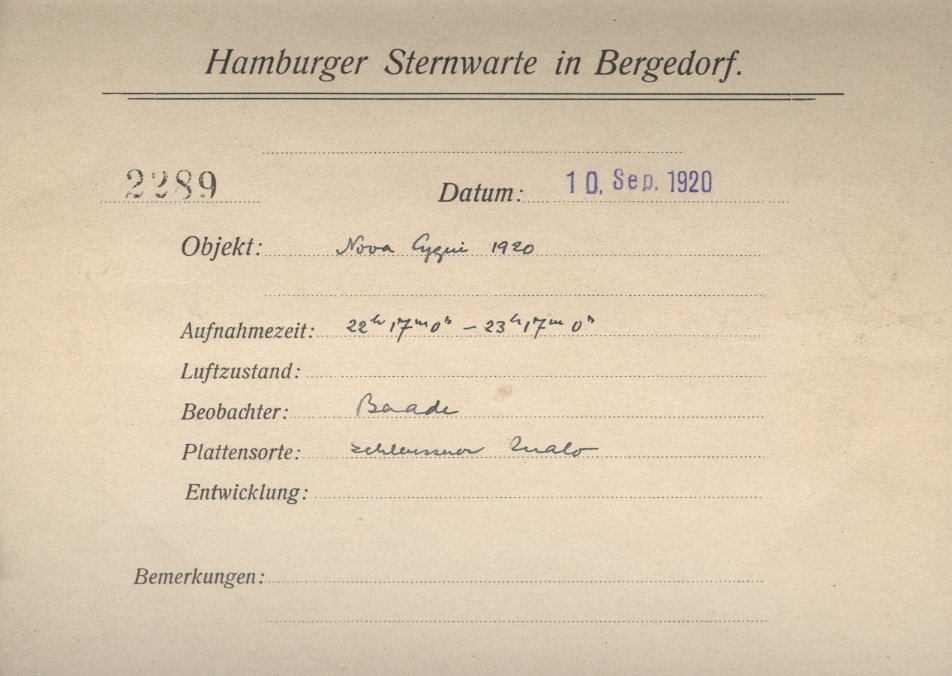 Hamburger Sternwarte in Bergedorf.
2289 Datum: 10. Sep. 1920
Objekt: Nova Cygni 1920
Aufnahmezeit: 22h 17m 0s – 23h 17m 0s
Luftzustand:
Beobachter: Baade
Plattensorte: Schleussner
Entwicklung:
Bemerkungen: